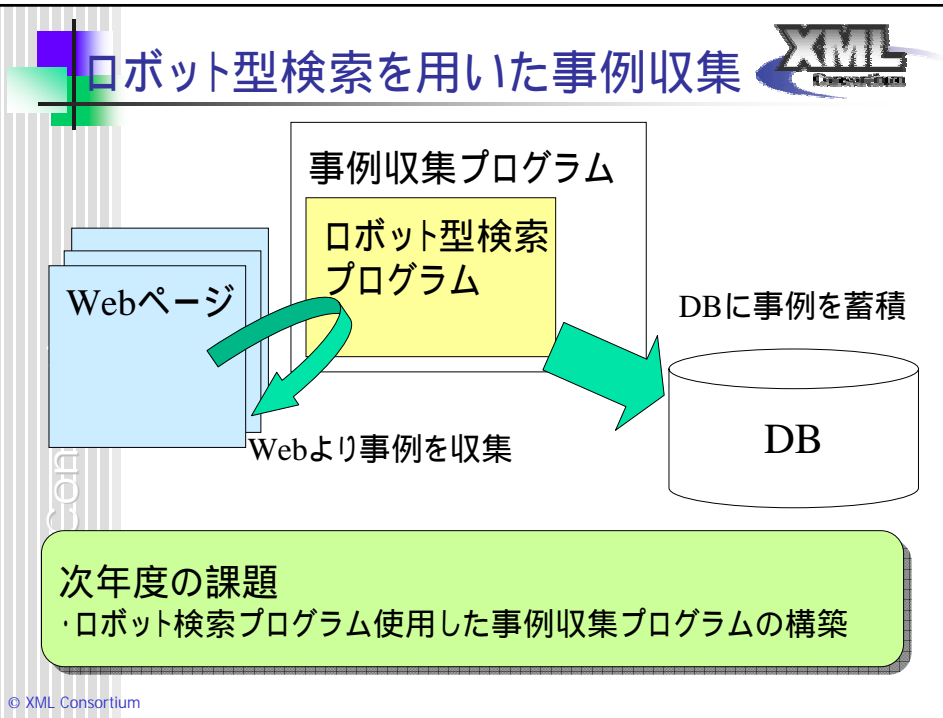 ロボット型検索を用いた事例収集
XML
Consortium
事例収集プログラム
ロボット型検索
プログラム
Webページ
DBに事例を蓄積
DB
Webより事例を収集
Con
次年度の課題
・ロボット検索プログラム使用した事例収集プログラムの構築
© XML Consortium